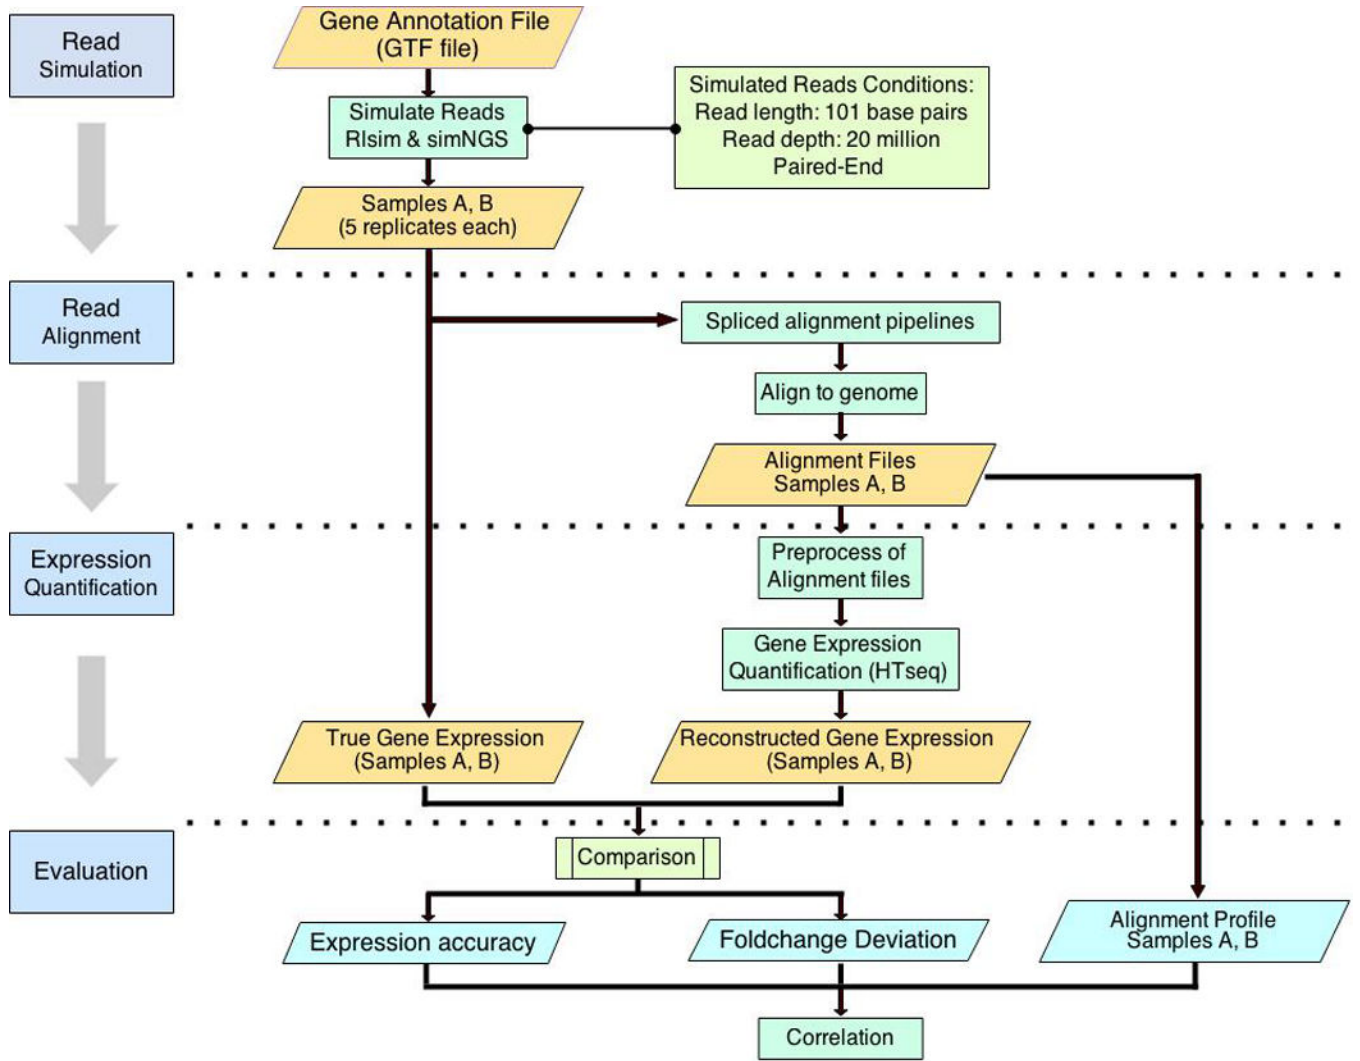 Read
Simulation
Gene Annotation File
(GTF file)
Simulate Reads
Rlsim & simNGS
Simulated Reads Conditions:
Read length: 101 base pairs
Read depth: 20 million
Paired-End
Samples A, B
(5 replicates each)
Read
Alignment
Spliced alignment pipelines
Align to genome
Alignment Files
Samples A, B
Expression
Quantification
Preprocess of
Alignment files
Gene Expression
Quantification (HTseq)
True Gene Expression
(Samples A, B)
Reconstructed Gene Expression
(Samples A, B)
Evaluation
Comparison
Expression accuracy
Foldchange Deviation
Alignment Profile
Samples A, B
Correlation